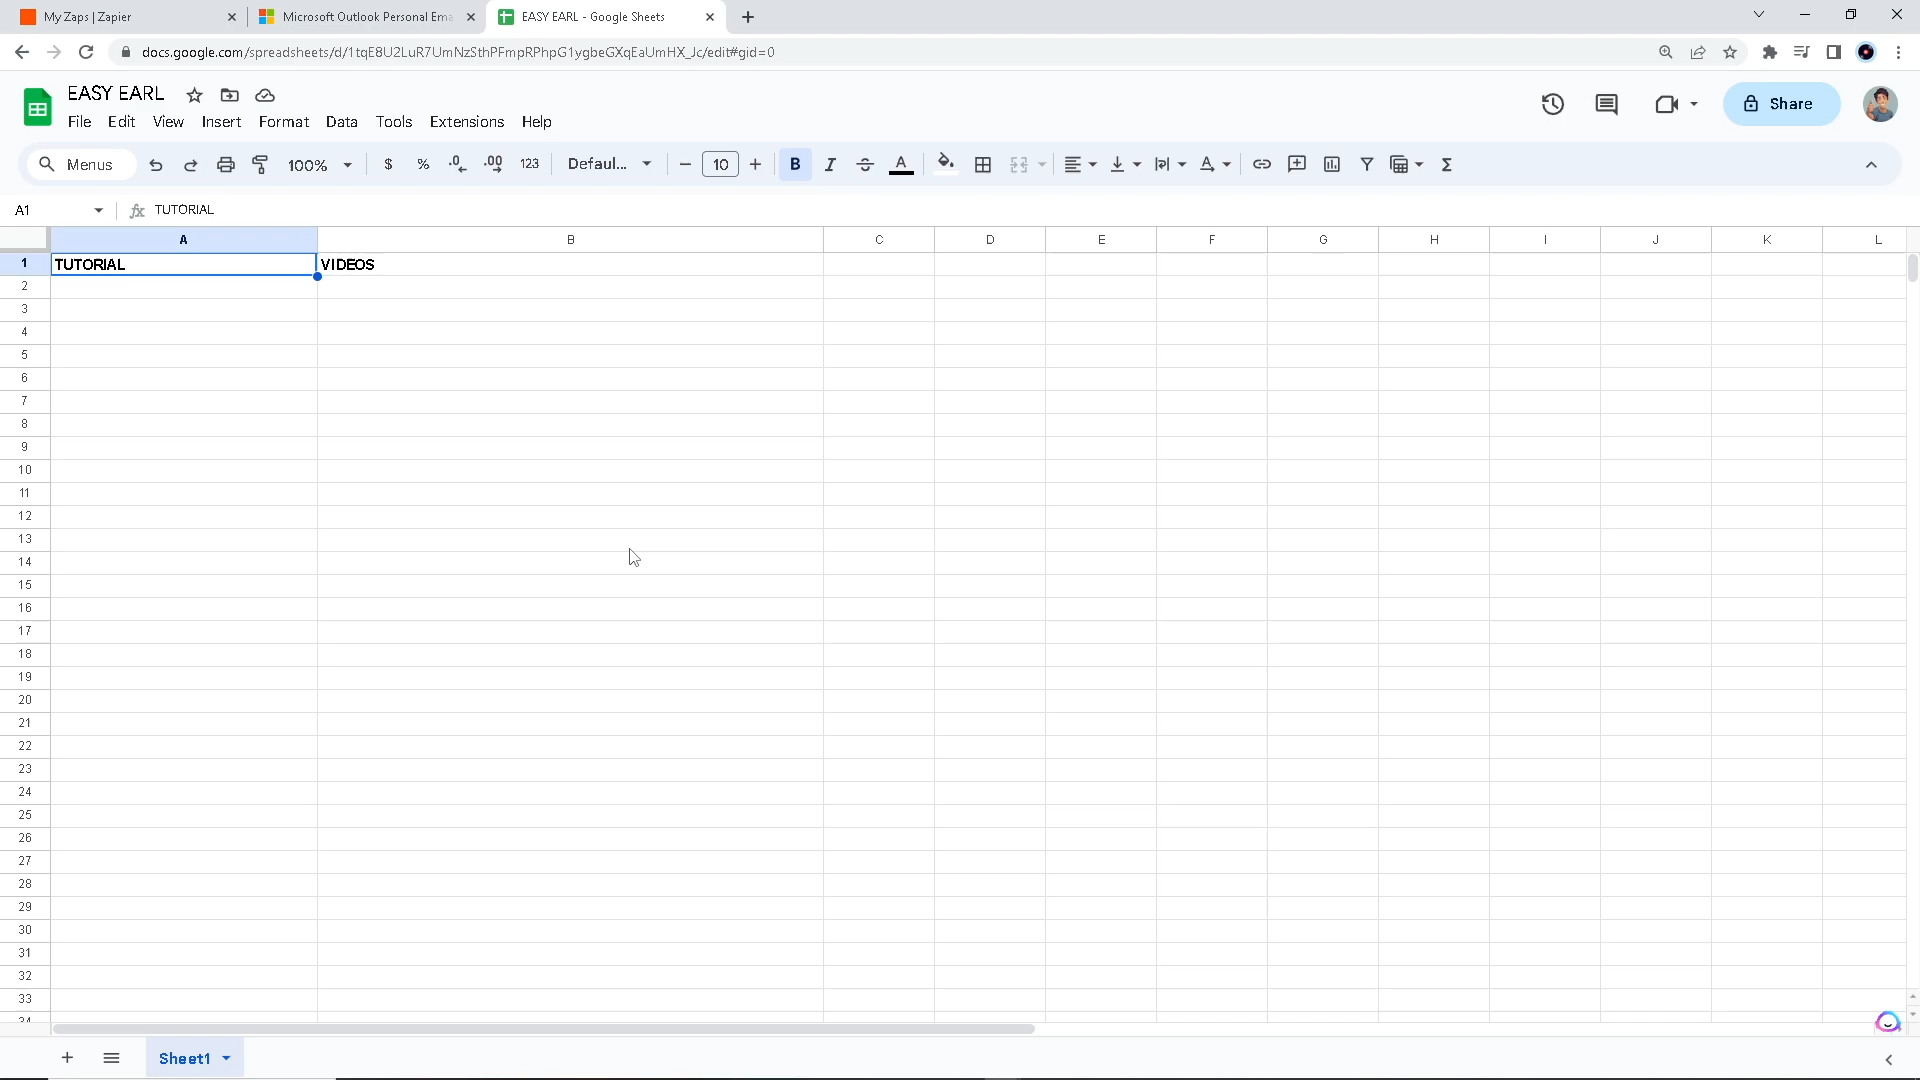 My Zaps | Zapier
Microsoft Outlook Personal Ema
EASY EARL - Google Sheets
docs.google.com/spreadsheets/d/1tqE8U2LuR7UmNzSthPFmpRPhpG1ygbeGXqEaUmHX_Jc/edit#gid=0
EASY EARL
File Edit View Insert Format Data Tools Extensions Help
Share
Menus 100% $ % .0 .00 123 Defaul... 10 B I A A Σ
A1 fx TUTORIAL
A B C D E F G H I J K L
1 TUTORIAL VIDEOS
2
3
4
5
6
7
8
9
10
11
12
13
14
15
16
17
18
19
20
21
22
23
24
25
26
27
28
29
30
31
32
33
34
Sheet1